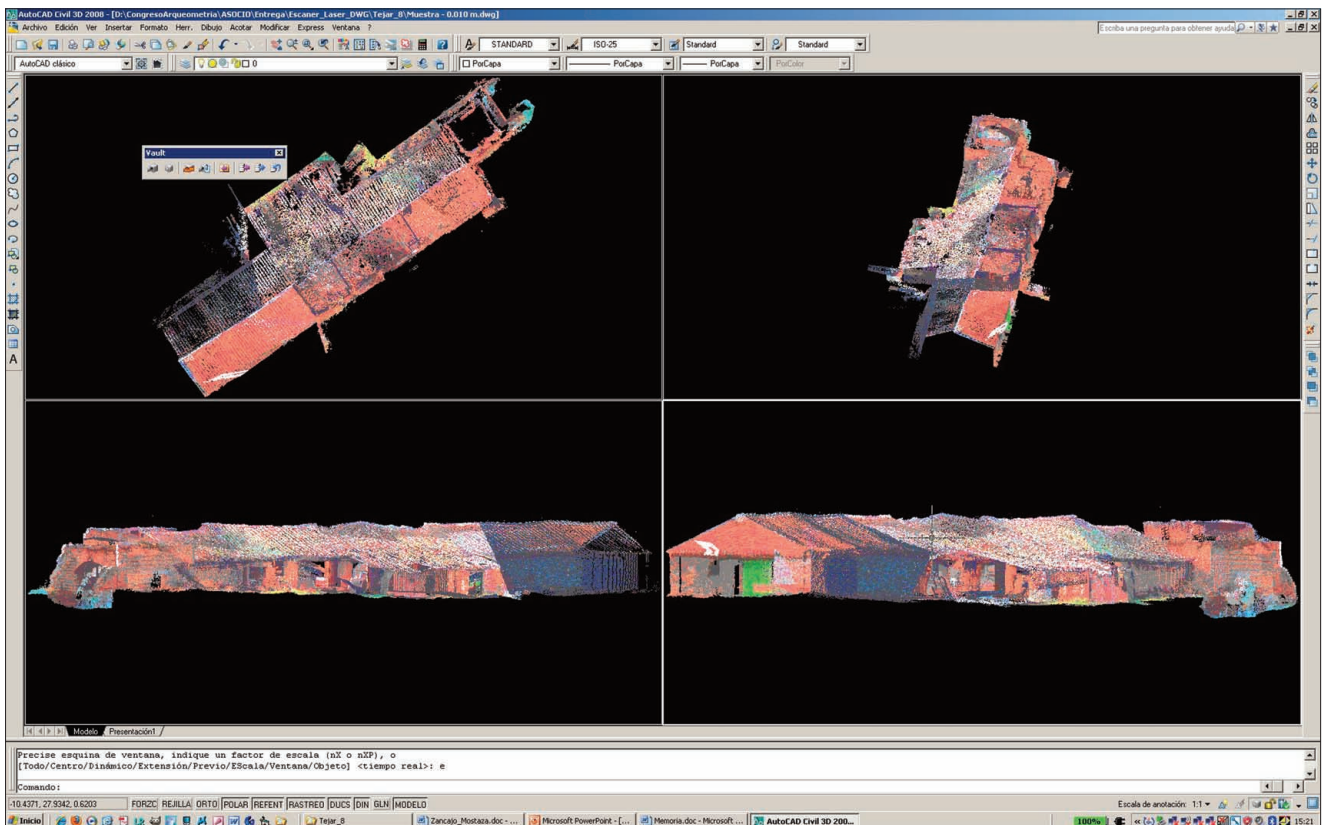 AutoCAD Civil 3D 2008 - [D:\CongresoArqueometria\ASOCIO\Entrega\Escaner_Laser_DWG\Tejar_8\Muestra - 0.010 m.dwg]
Archivo Edición Ver Insertar Formato Herr. Dibujo Acotar Modificar Express Ventana ?
Escriba una pregunta para obtener ayuda
STANDARD ISO-25 Standard Standard
AutoCAD clásico 0 PorCapa PorCapa PorCapa PorColor
Vault
Modelo Presentación1
Precise esquina de ventana, indique un factor de escala (nX o nXP), o
[Todo/Centro/Dinámico/Extensión/Previo/EScala/Ventana/Objeto] <tiempo real>: e
Comando:
-10.4371, 27.9342, 0.6203 FORZC REJILLA ORTO POLAR REFENT RASTREO DUCS DIN GLN MODELO
Escala de anotación: 1:1
Inicio Tejar_8 Zancajo_Mostaza.doc - ... Microsoft PowerPoint - [... Memoria.doc - Microsoft ... AutoCAD Civil 3D 200... 100% 15:21